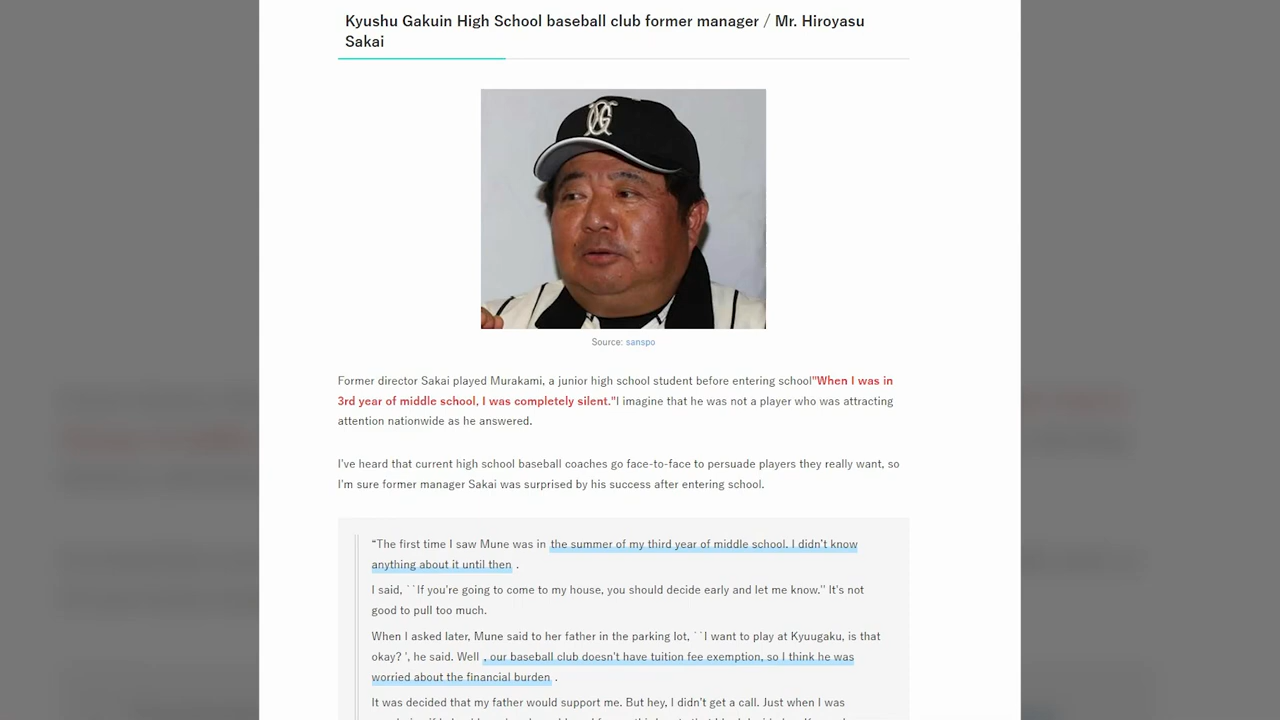 Kyushu Gakuin High School baseball club former manager / Mr. Hiroyasu
Sakai
Source: sanspo
Former director Sakai played Murakami, a junior high school student before entering school"When I was in
3rd year of middle school, I was completely silent."I imagine that he was not a player who was attracting
attention nationwide as he answered.
I've heard that current high school baseball coaches go face-to-face to persuade players they really want, so
I'm sure former manager Sakai was surprised by his success after entering school.
“The first time I saw Mune was in the summer of my third year of middle school. I didn't know
anything about it until then .
I said, ``If you're going to come to my house, you should decide early and let me know.'' It's not
good to pull too much.
When I asked later, Mune said to her father in the parking lot, ``I want to play at Kyuugaku, is that
okay? ', he said. Well , our baseball club doesn't have tuition fee exemption, so I think he was
worried about the financial burden .
It was decided that my father would support me. But hey, I didn't get a call. Just when I was